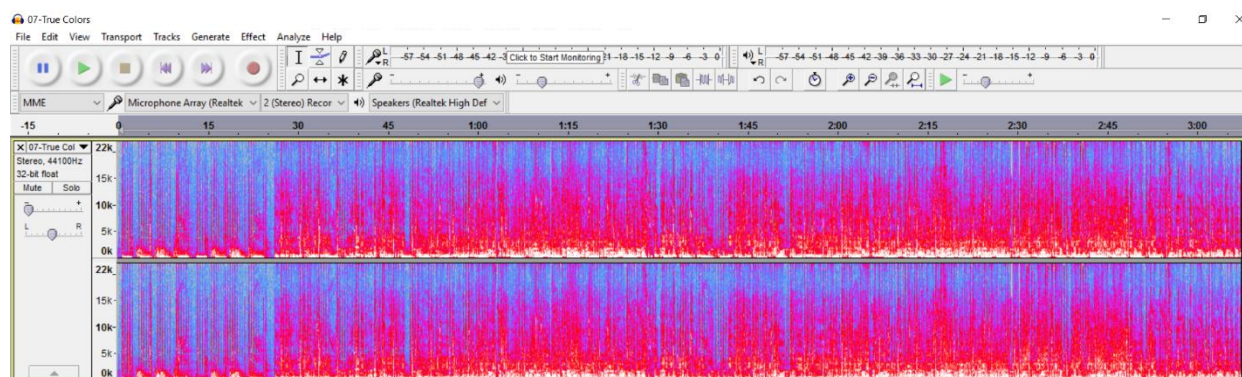 07-True Colors
File Edit View Transport Tracks Generate Effect Analyze Help
L -57 -54 -51 -48 -45 -42 -3 Click to Start Monitoring 21 -18 -15 -12 -9 -6 -3 0 L -57 -54 -51 -48 -45 -42 -39 -36 -33 -30 -27 -24 -21 -18 -15 -12 -9 -6 -3 0
R R
MME Microphone Array (Realtek 2 (Stereo) Recor Speakers (Realtek High Def
-15 0 15 30 45 1:00 1:15 1:30 1:45 2:00 2:15 2:30 2:45 3:00
07-True Col 22k
Stereo, 44100Hz
32-bit float 15k
Mute Solo
- + 10k
L R 5k
0k
22k
15k
10k
5k
0k